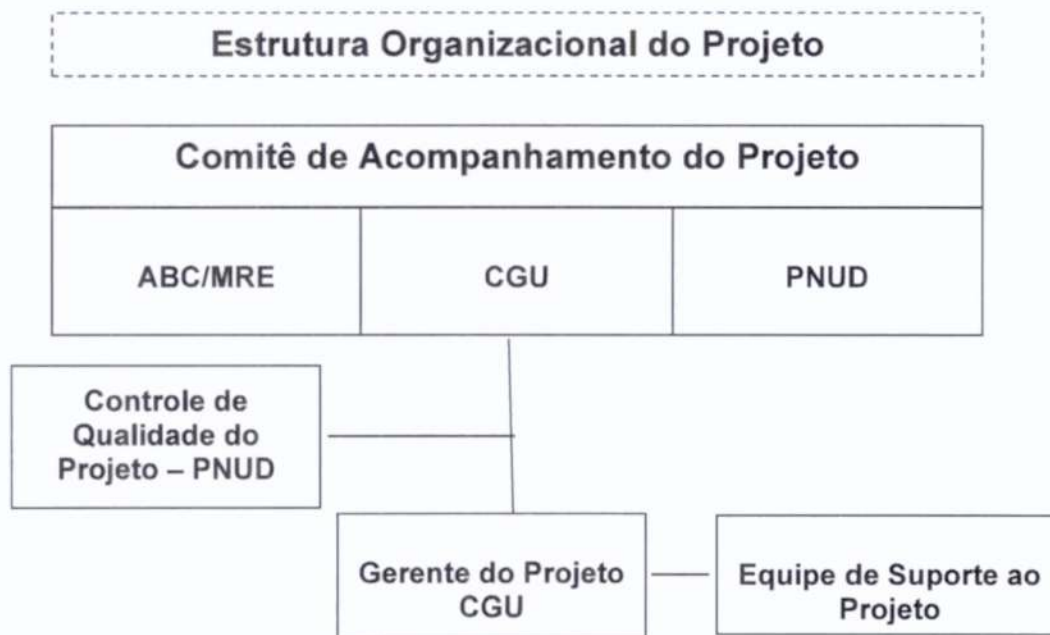 Estrutura Organizacional do Projeto
Comitê de Acompanhamento do Projeto
ABC/MRE
CGU
PNUD
Controle de
Qualidade do
Projeto – PNUD
Gerente do Projeto
CGU
Equipe de Suporte ao
Projeto